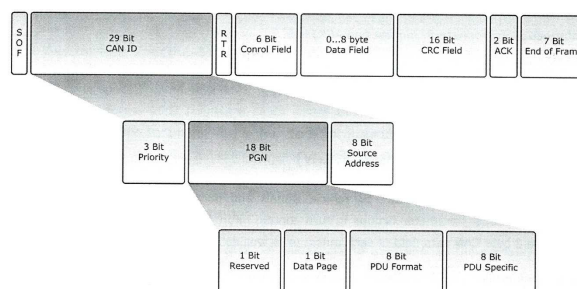 S
O
F
29 Bit
CAN ID
R
T
R
6 Bit
Conrol Field
0...8 byte
Data Field
16 Bit
CRC Field
2 Bit
ACK
7 Bit
End of Fram
3 Bit
Priority
18 Bit
PGN
8 Bit
Source
Address
1 Bit
Reserved
1 Bit
Data Page
8 Bit
PDU Format
8 Bit
PDU Specific